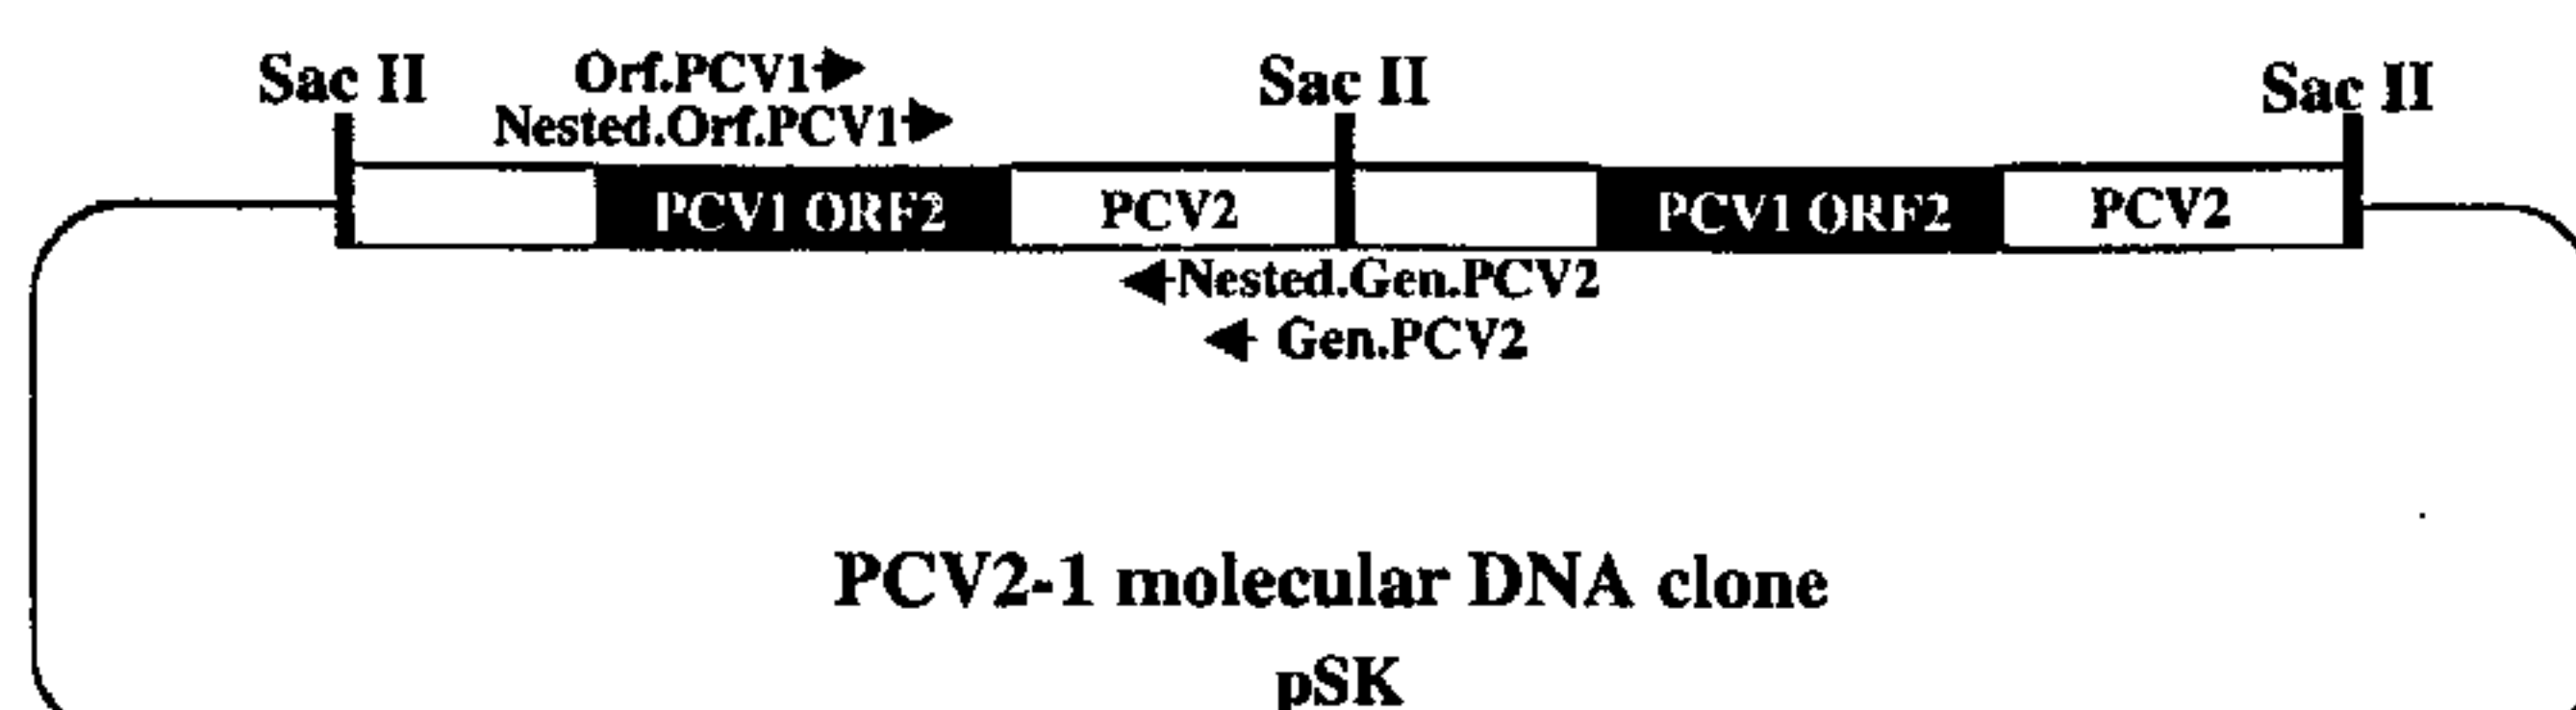 Orf.PCV1
Sac II
Sac II
Sac II
Nested.Orf.PCV1
PCV1 ORF2
PCV2
PCV1 ORF2
PCV2
Nested.Gen.PCV2
Gen.PCV2
PCV2-1 molecular DNA clone
pSK